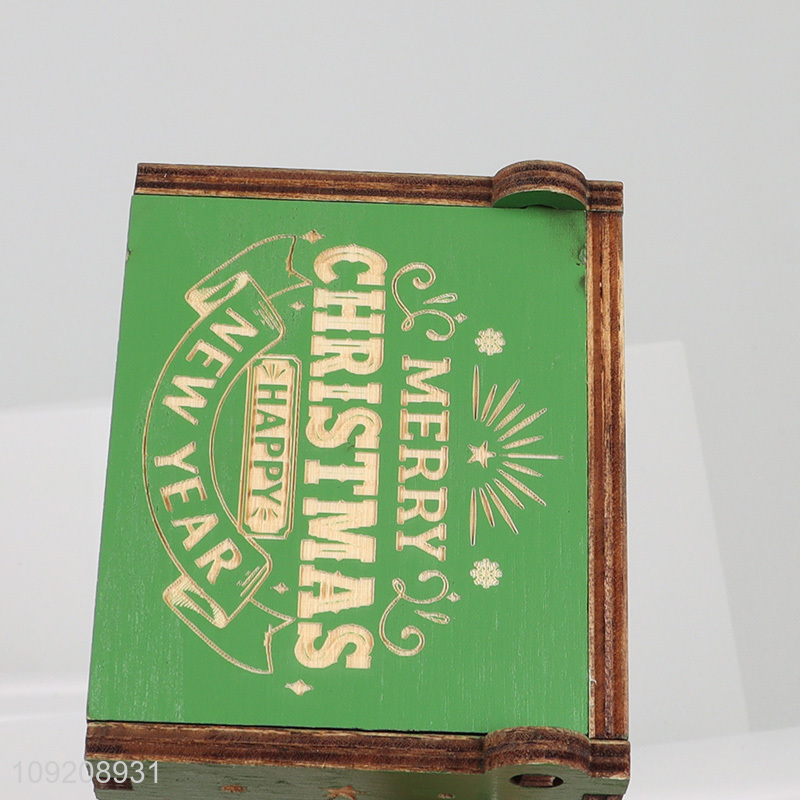 MERRY
CHRISTMAS
HAPPY
NEW YEAR
109208931